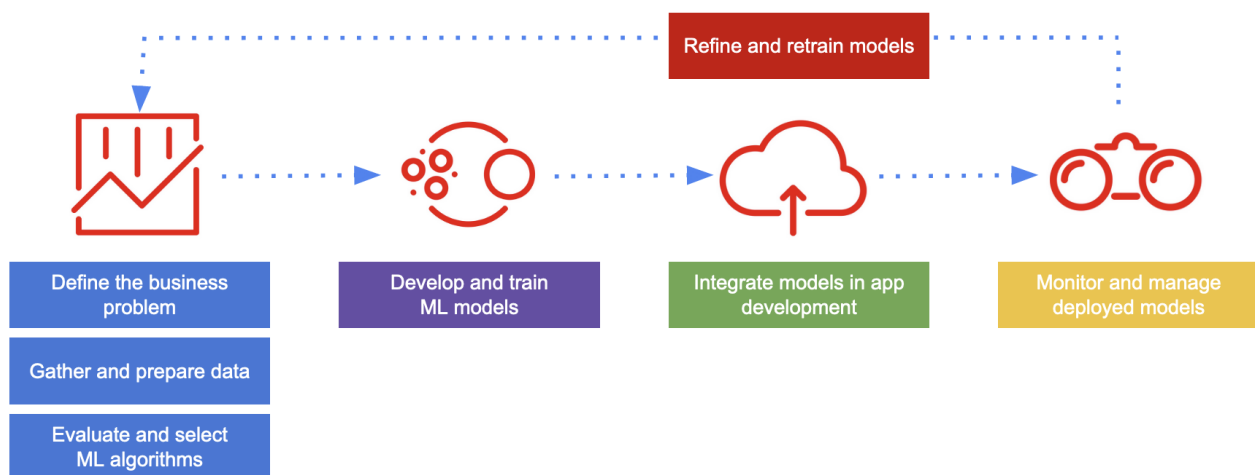 Refine and retrain models
Define the business
problem
Develop and train
ML models
Integrate models in app
development
Monitor and manage
deployed models
Gather and prepare data
Evaluate and select
ML algorithms